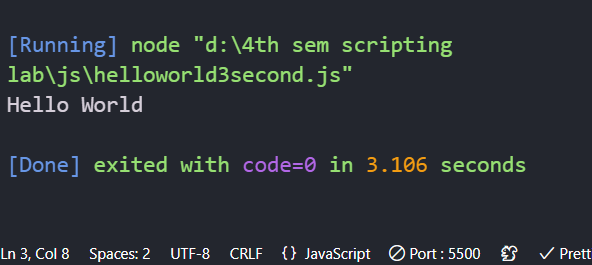 [Running] node "d:\4th sem scripting
lab\js\helloworld3second.js"
Hello World
[Done] exited with code=0 in 3.106 seconds
Ln 3, Col 8 Spaces: 2 UTF-8 CRLF {} JavaScript Port : 5500 Prett